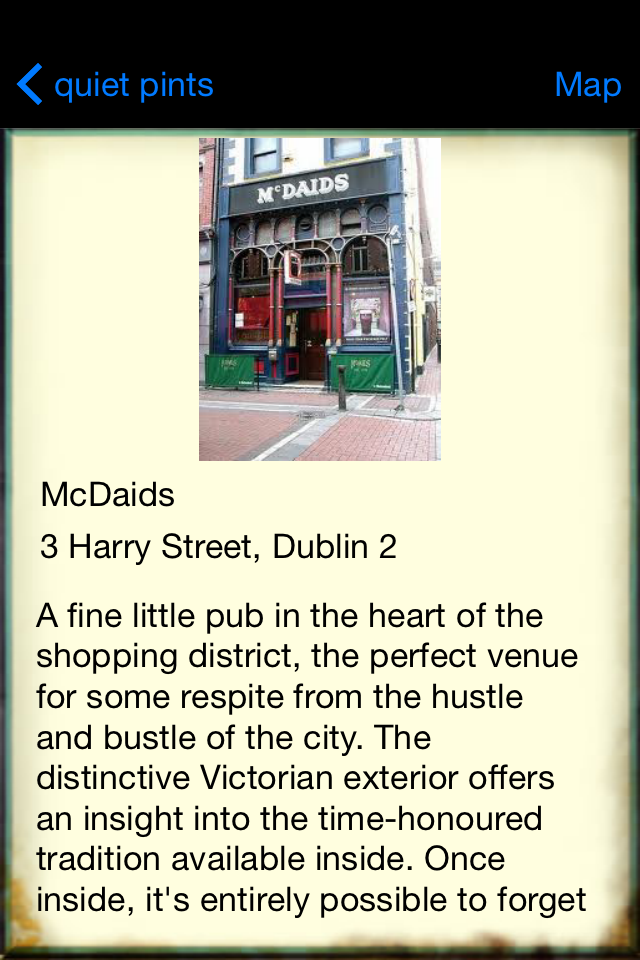 quiet pints
Map
McDAIDS
McDaids
3 Harry Street, Dublin 2
A fine little pub in the heart of the
shopping district, the perfect venue
for some respite from the hustle
and bustle of the city. The
distinctive Victorian exterior offers
an insight into the time-honoured
tradition available inside. Once
inside, it's entirely possible to forget